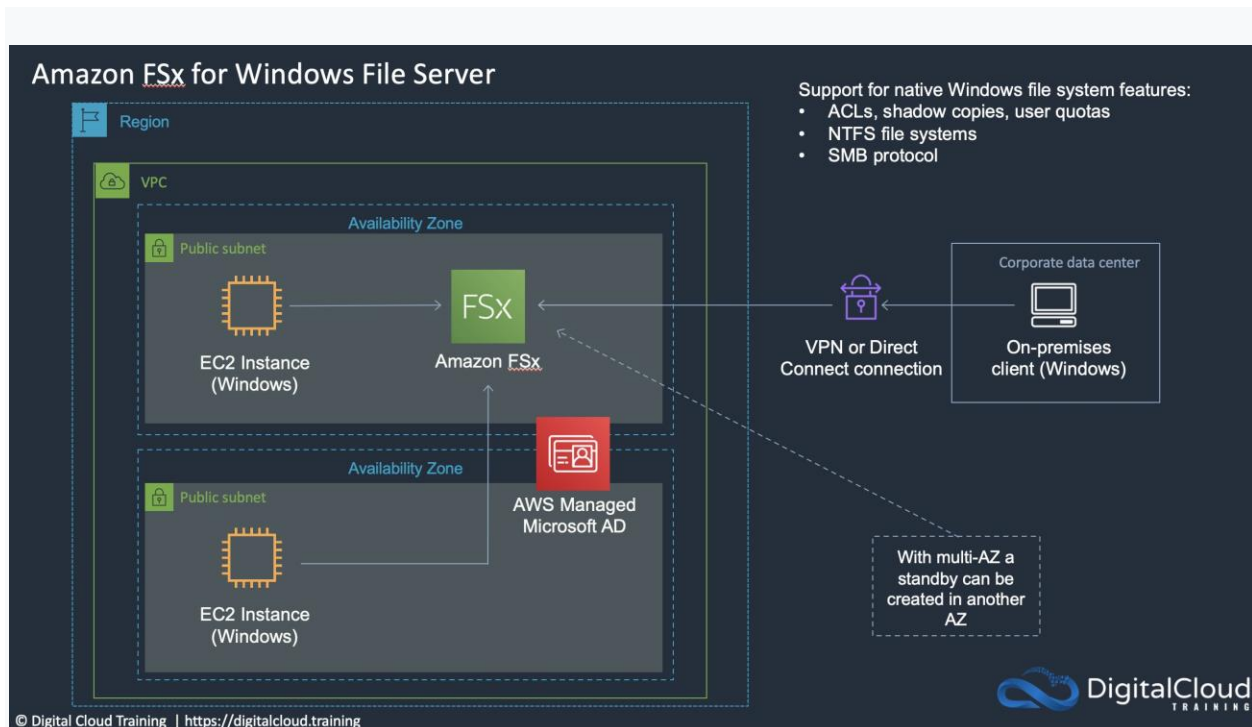 Amazon FSx for Windows File Server
Support for native Windows file system features:
• ACLs, shadow copies, user quotas
• NTFS file systems
• SMB protocol
Region
VPC
Availability Zone
Public subnet
EC2 Instance
(Windows)
FSx
Amazon FSx
VPN or Direct
Connect connection
Corporate data center
On-premises
client (Windows)
Availability Zone
Public subnet
AWS Managed
Microsoft AD
EC2 Instance
(Windows)
With multi-AZ a
standby can be
created in another
AZ
DigitalCloud
TRAINING
© Digital Cloud Training | https://digitalcloud.training